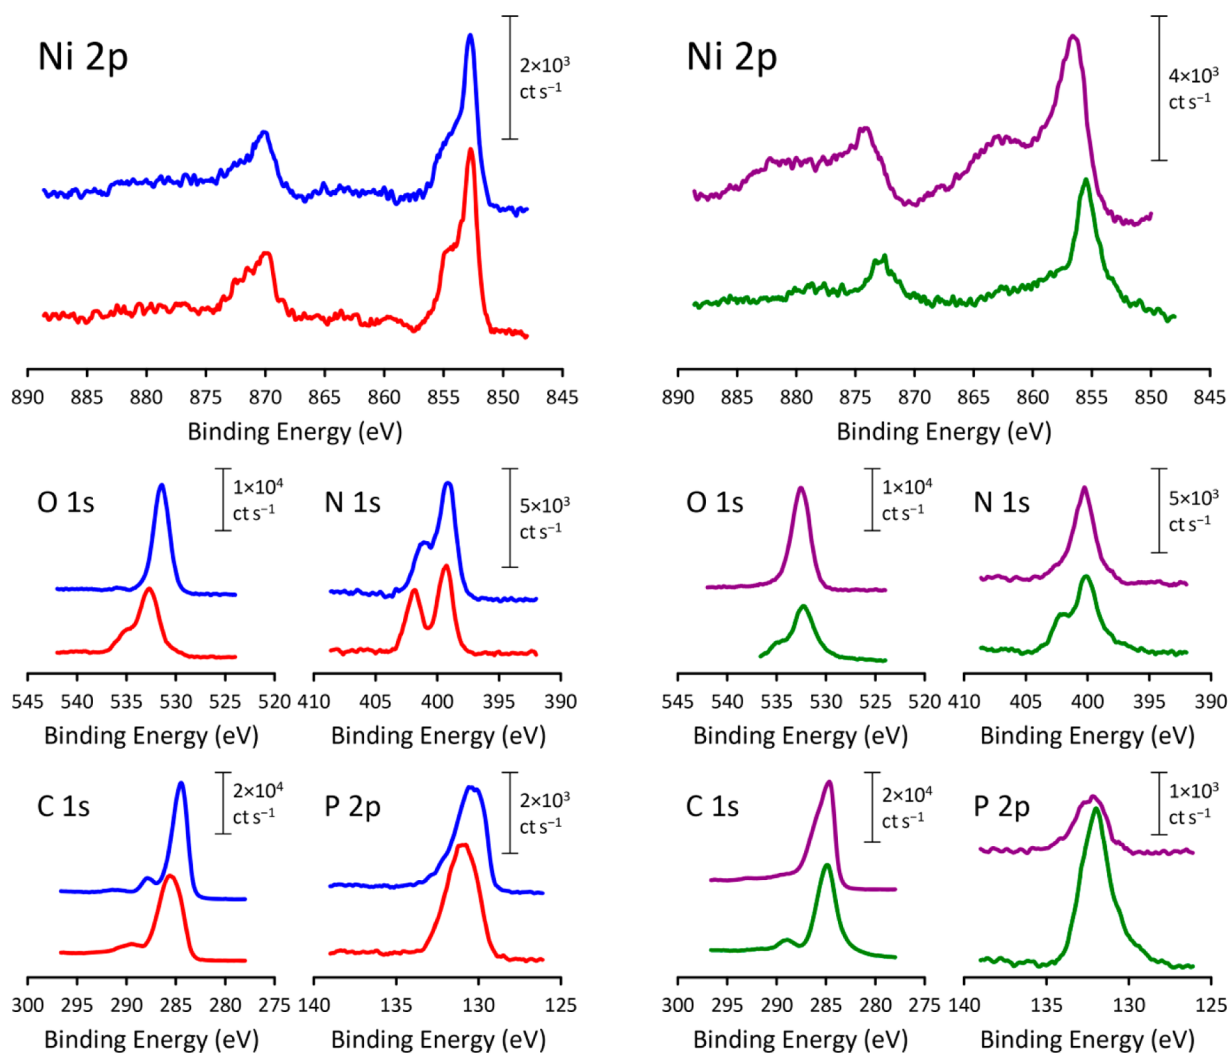 Ni 2p
2×10³
ct s⁻¹
890 885 880 875 870 865 860 855 850 845
Binding Energy (eV)
Ni 2p
4×10³
ct s⁻¹
890 885 880 875 870 865 860 855 850 845
Binding Energy (eV)
O 1s
1×10⁴
ct s⁻¹
545 540 535 530 525 520
Binding Energy (eV)
N 1s
5×10³
ct s⁻¹
410 405 400 395 390
Binding Energy (eV)
O 1s
1×10⁴
ct s⁻¹
545 540 535 530 525 520
Binding Energy (eV)
N 1s
5×10³
ct s⁻¹
410 405 400 395 390
Binding Energy (eV)
C 1s
2×10⁴
ct s⁻¹
300 295 290 285 280 275
Binding Energy (eV)
P 2p
2×10³
ct s⁻¹
140 135 130 125
Binding Energy (eV)
C 1s
2×10⁴
ct s⁻¹
300 295 290 285 280 275
Binding Energy (eV)
P 2p
1×10³
ct s⁻¹
140 135 130 125
Binding Energy (eV)